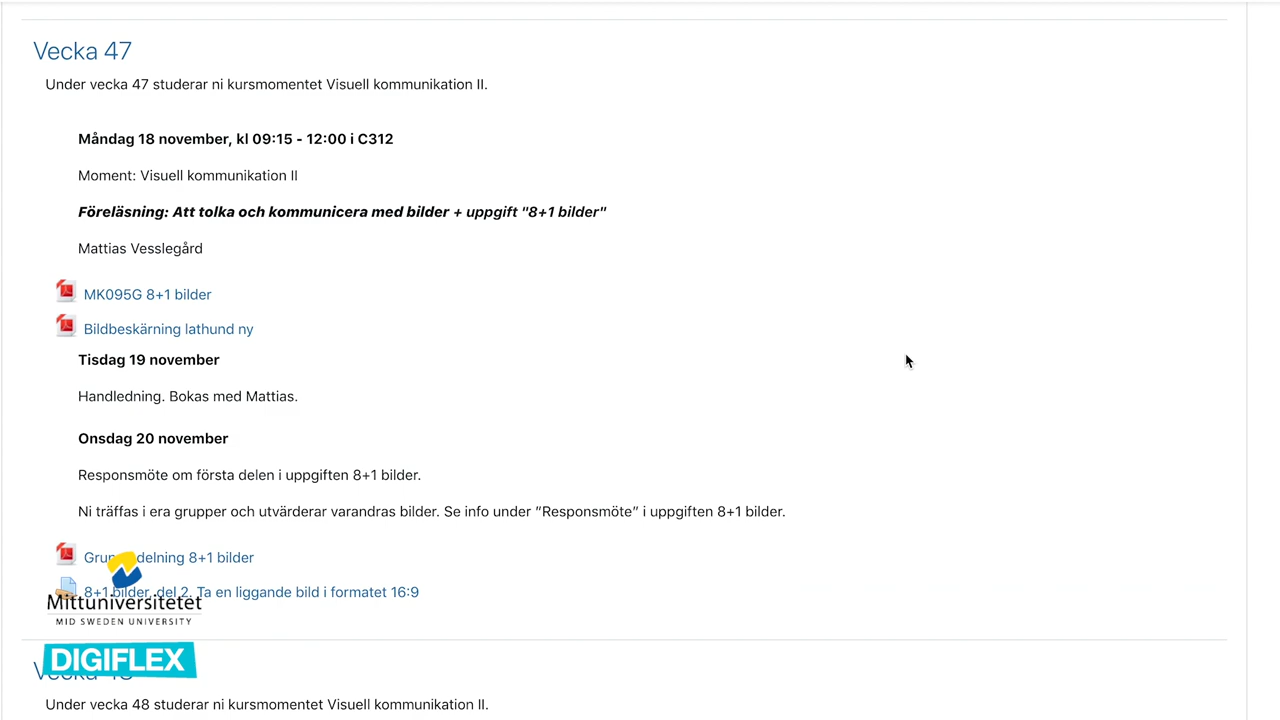 Vecka 47
Under vecka 47 studerar ni kursmomentet Visuell kommunikation II.
Måndag 18 november, kl 09:15 - 12:00 i C312
Moment: Visuell kommunikation II
Föreläsning: Att tolka och kommunicera med bilder + uppgift "8+1 bilder"
Mattias Vesslegård
MK095G 8+1 bilder
Bildbeskärning lathund ny
Tisdag 19 november
Handledning. Bokas med Mattias.
Onsdag 20 november
Responsmöte om första delen i uppgiften 8+1 bilder.
Ni träffas i era grupper och utvärderar varandras bilder. Se info under ”Responsmöte” i uppgiften 8+1 bilder.
8+1 bilder
8+1 bilder, del 2. Ta en liggande bild i formatet 16:9
Mittuniversitetet
MID SWEDEN UNIVERSITY
DIGIFLEX
Under vecka 48 studerar ni kursmomentet Visuell kommunikation II.